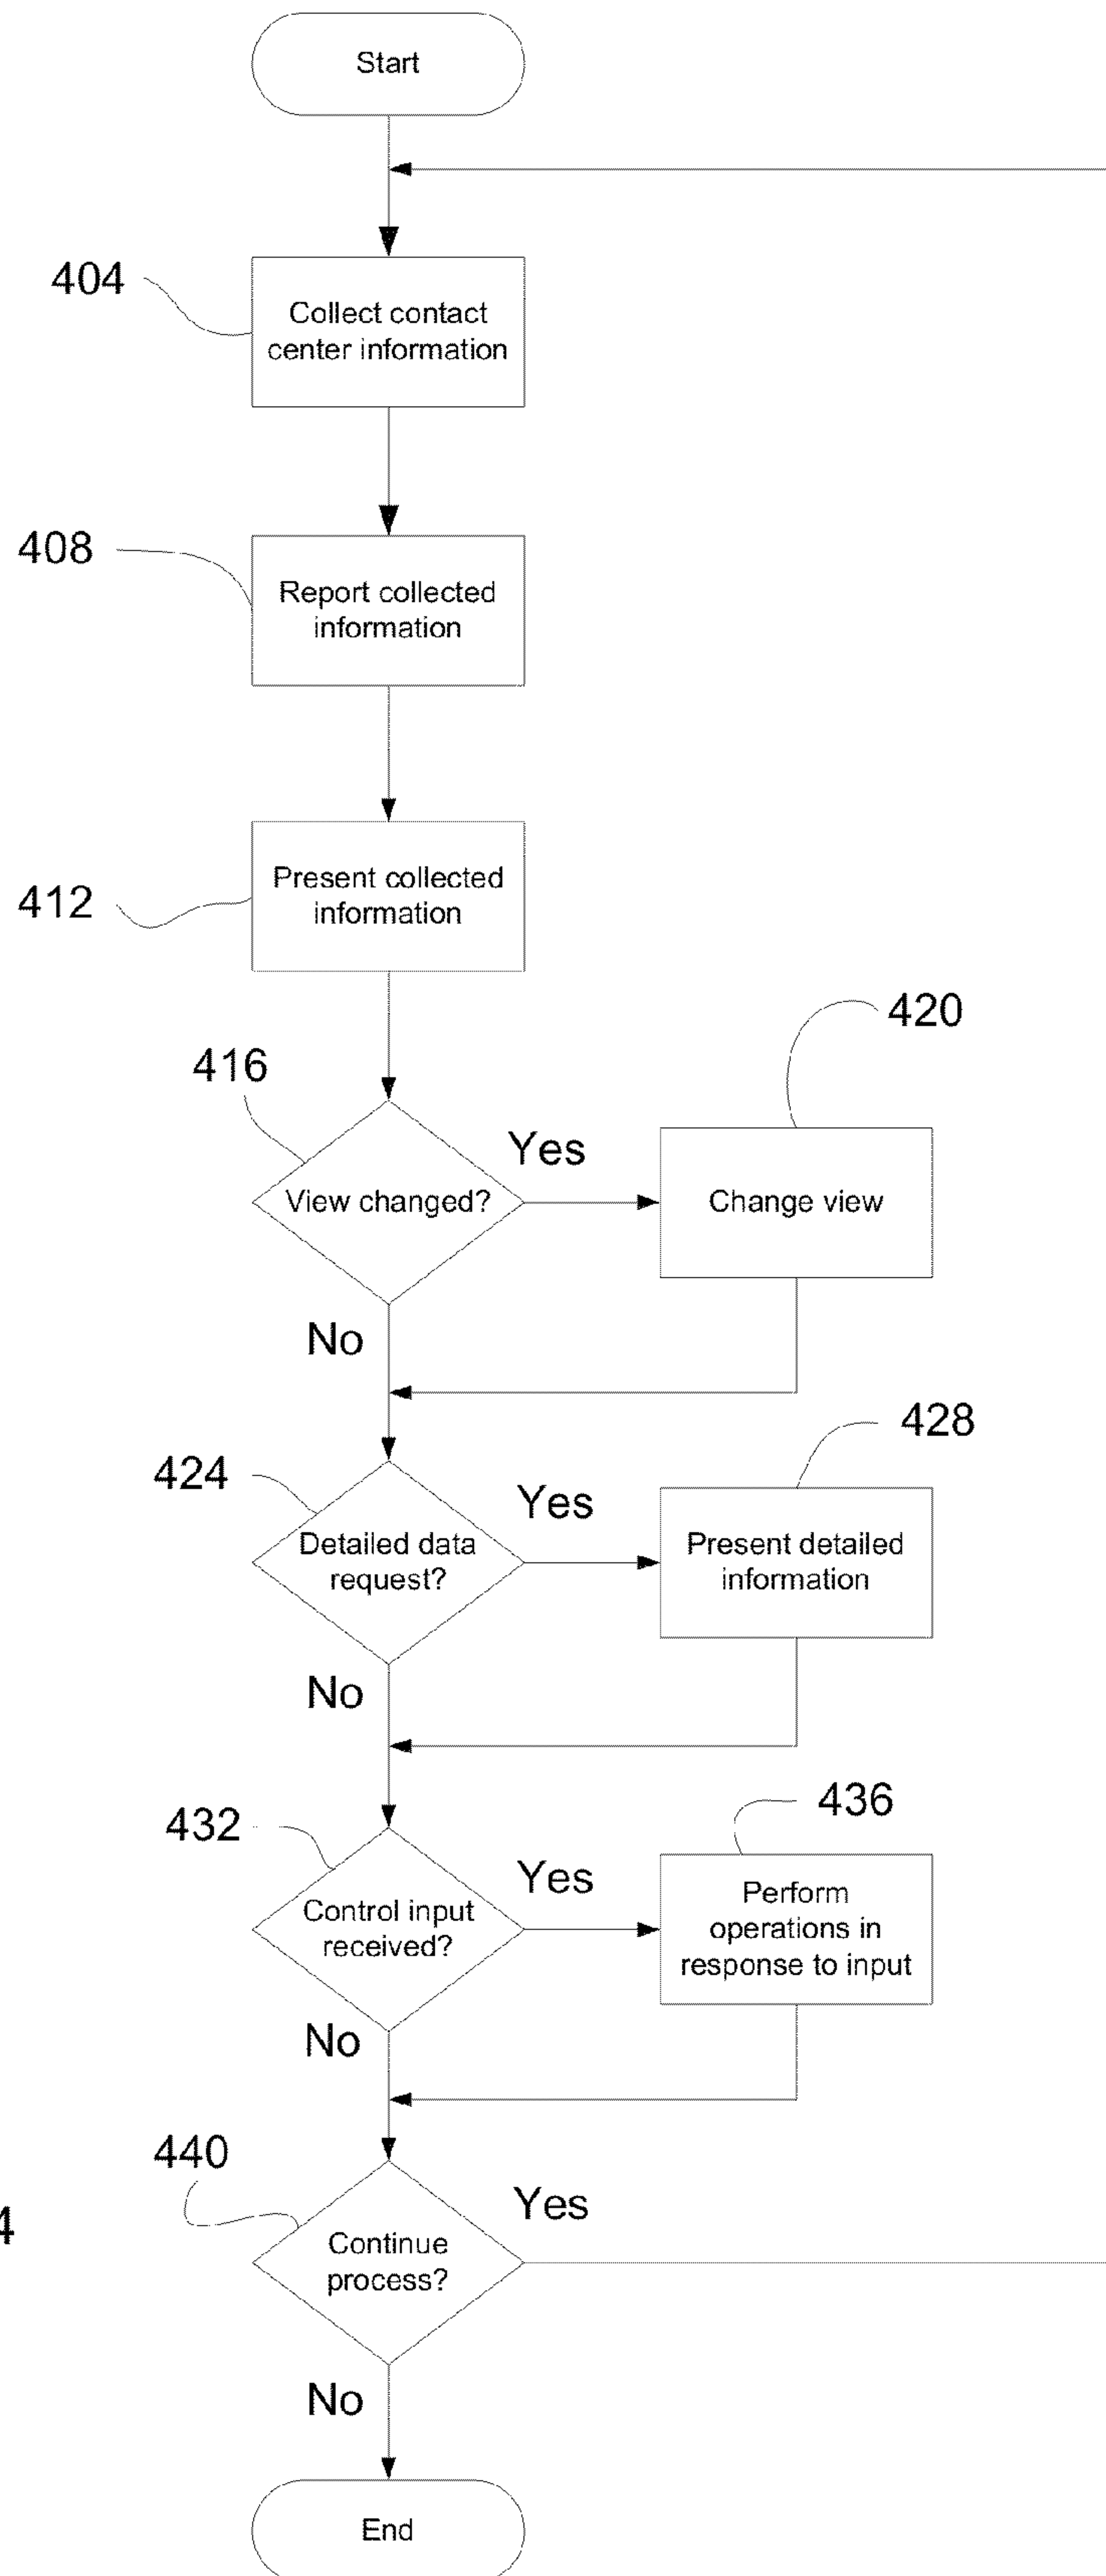 Start
404
Collect contact
center information
408
Report collected
information
412
Present collected
information
420
416
Yes
View changed?
Change view
No
428
424
Yes
Detailed data
request?
Present detailed
information
No
436
432
Yes
Control input
received?
Perform
operations in
response to input
No
440
Yes
4
Continue
process?
No
End